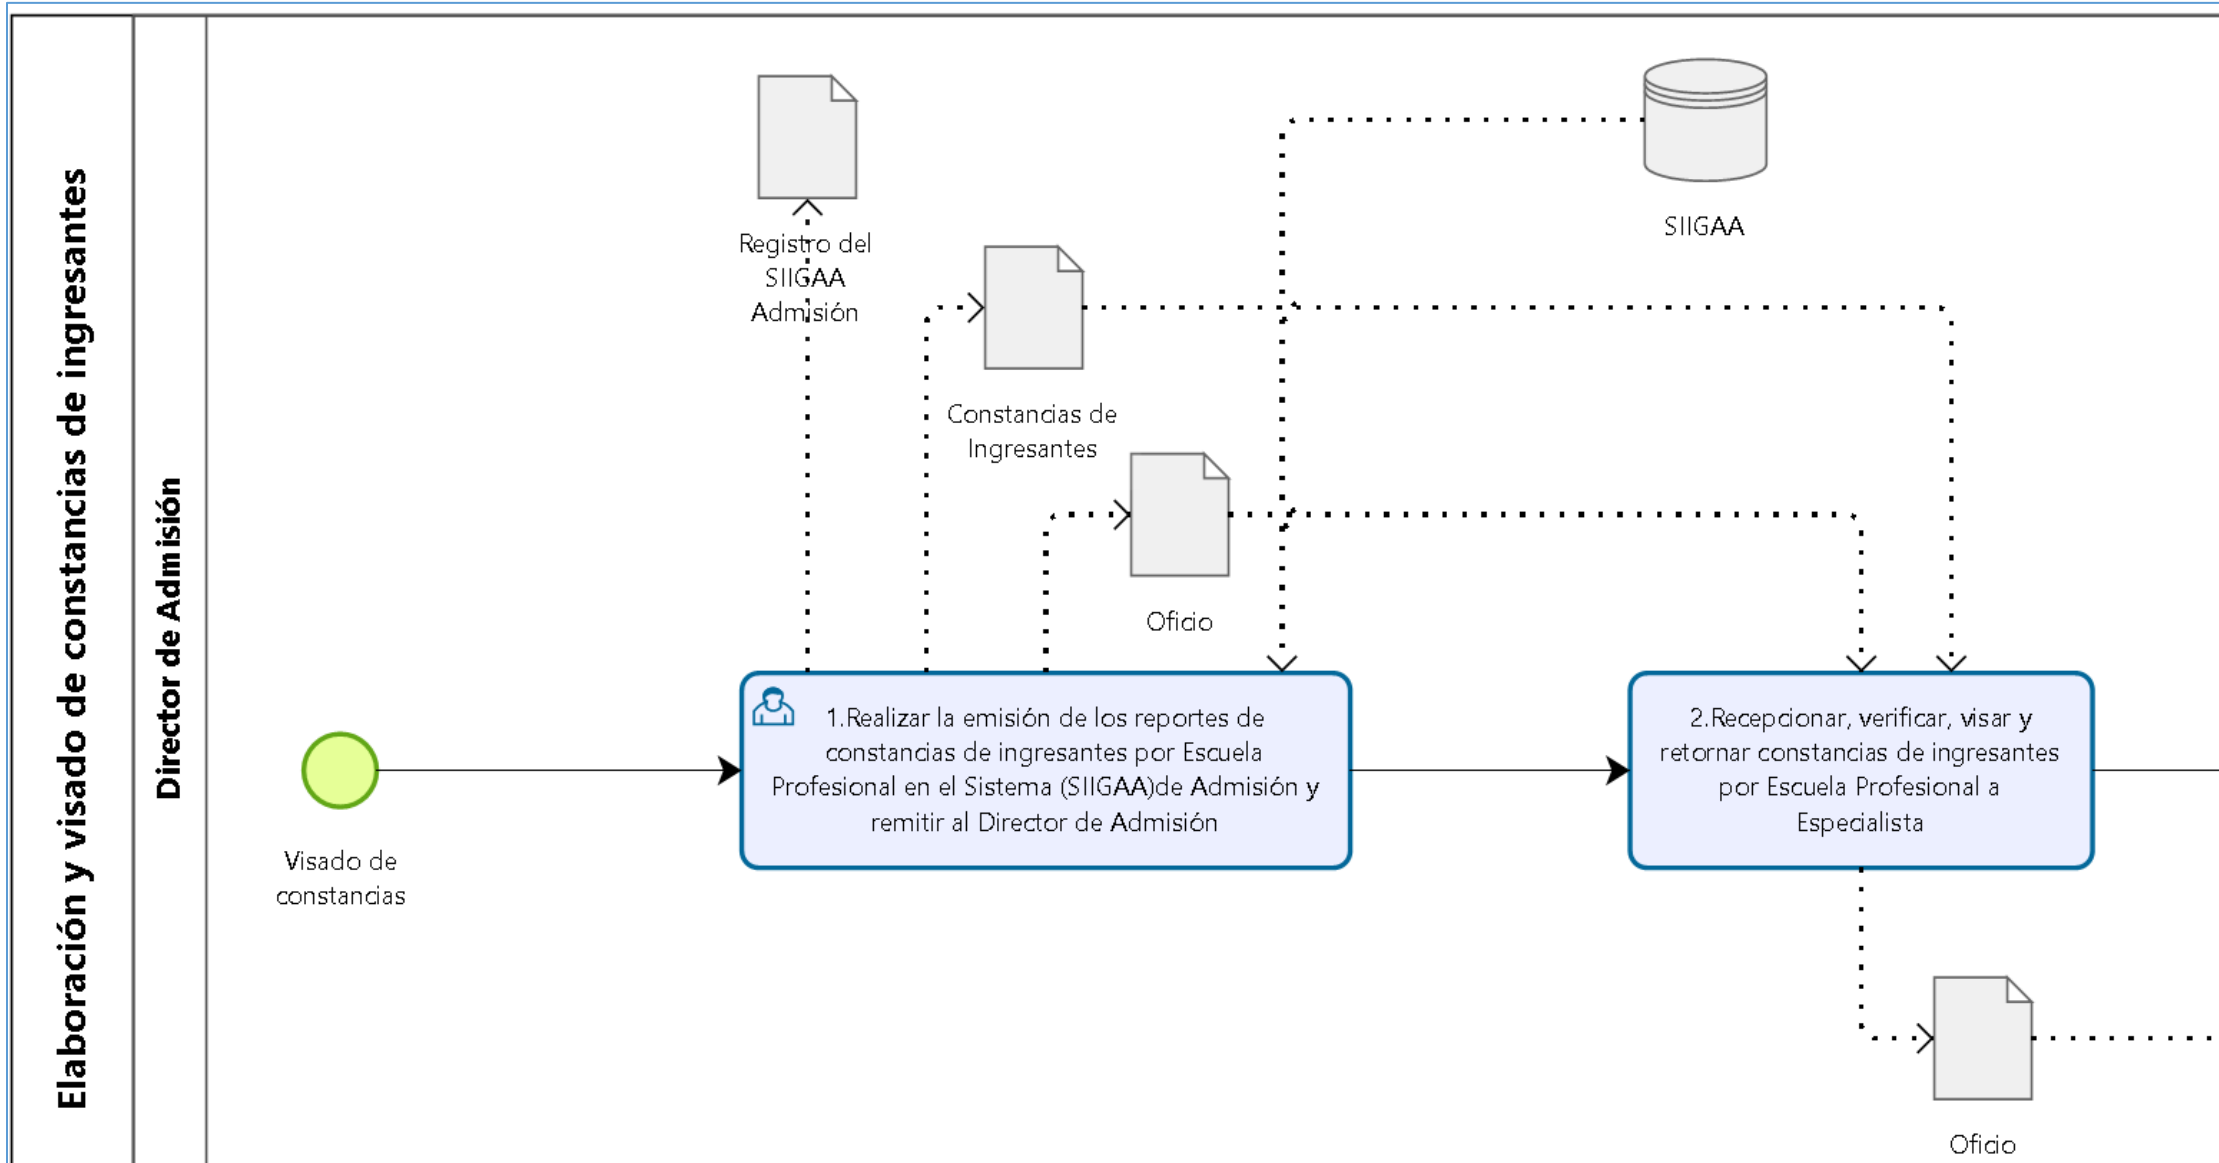 Elaboración y visado de constancias de ingresantes
Director de Admisión
Registro del
SIIGAA
Admisión
SIIGAA
Constancias de
Ingresantes
Oficio
Visado de
constancias
1.Realizar la emisión de los reportes de
constancias de ingresantes por Escuela
Profesional en el Sistema (SIIGAA)de Admisión y
remitir al Director de Admisión
2.Recepcionar, verificar, visar y
retornar constancias de ingresantes
por Escuela Profesional a
Especialista
Oficio